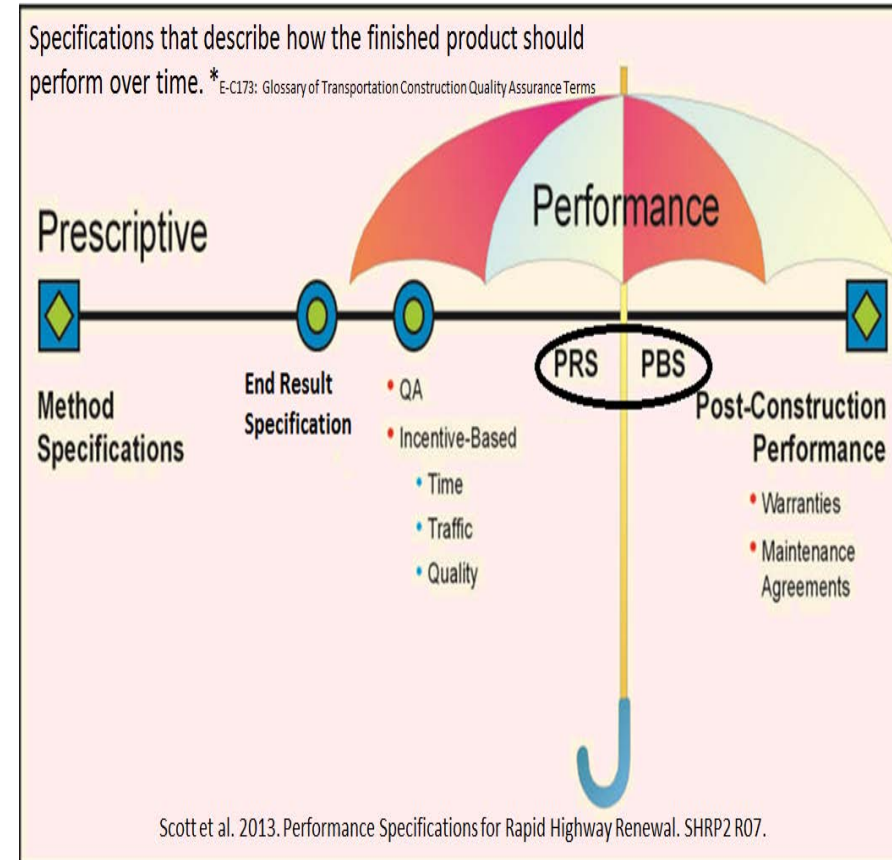 Specifications that describe how the finished product should
perform over time. *E-C173: Glossary of Transportation Construction Quality Assurance Terms
Performance
Prescriptive
PRS
PBS
Method
Specifications
End Result
Specification
• QA
• Incentive-Based
• Time
• Traffic
• Quality
Post-Construction
Performance
• Warranties
• Maintenance
Agreements
Scott et al. 2013. Performance Specifications for Rapid Highway Renewal. SHRP2 R07.